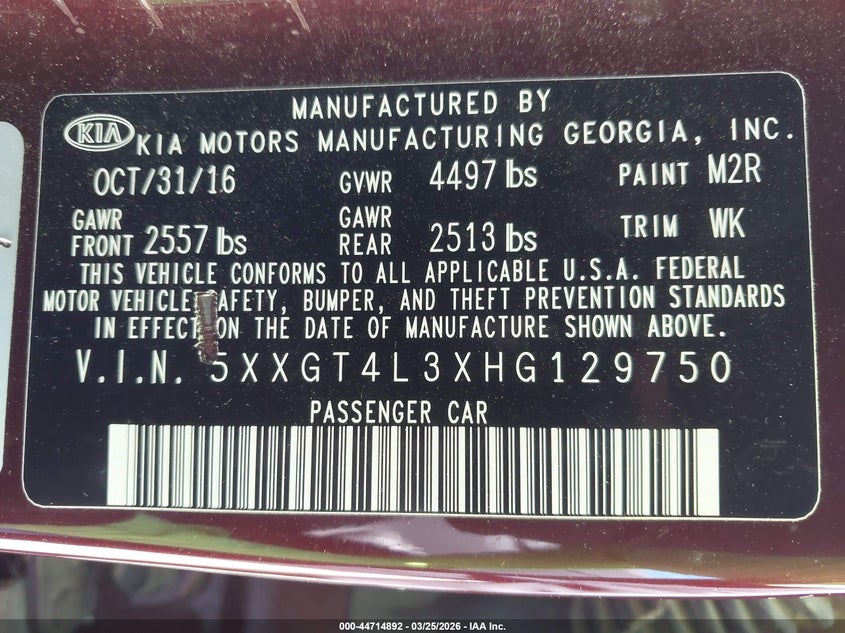 MANUFACTURED BY
KIA KIA MOTORS MANUFACTURING GEORGIA, INC.
OCT/31/16 GVWR 4497 lbs PAINT M2R
GAWR FRONT 2557 lbs GAWR REAR 2513 lbs TRIM WK
THIS VEHICLE CONFORMS TO ALL APPLICABLE U.S.A. FEDERAL
MOTOR VEHICLE SAFETY, BUMPER, AND THEFT PREVENTION STANDARDS
IN EFFECT ON THE DATE OF MANUFACTURE SHOWN ABOVE.
V.I.N. 5XXGT4L3XHG129750
PASSENGER CAR
000-44714892 — 03/25/2026 — IAA Inc.